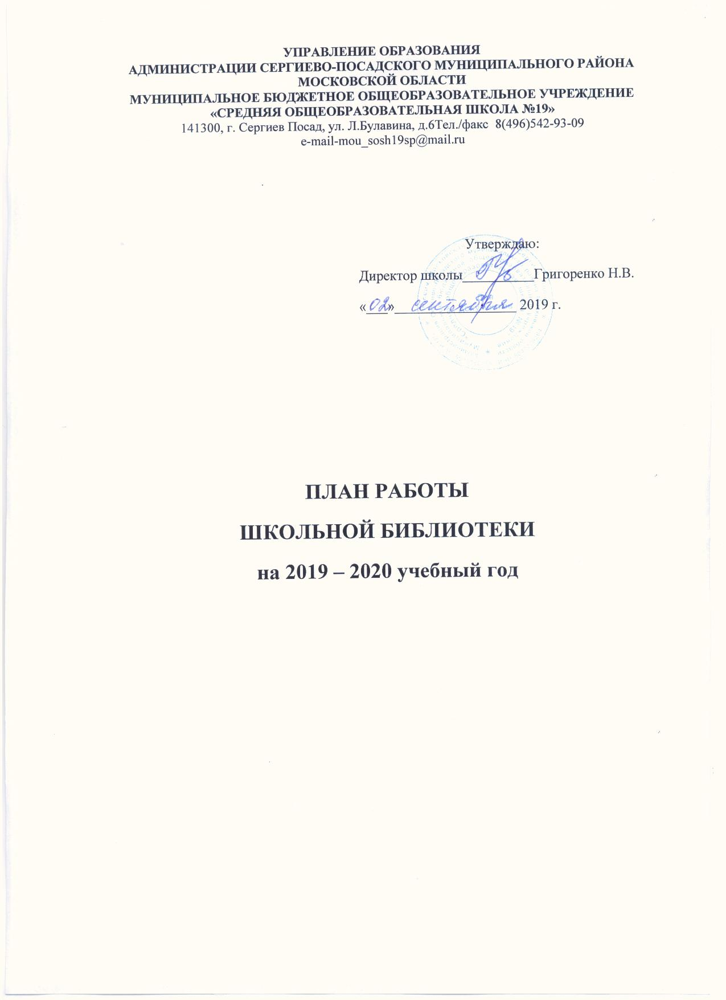 УПРАВЛЕНИЕ ОБРАЗОВАНИЯ
АДМИНИСТРАЦИИ СЕРГИЕВО-ПОСАДСКОГО МУНИЦИПАЛЬНОГО РАЙОНА
МОСКОВСКОЙ ОБЛАСТИ
МУНИЦИПАЛЬНОЕ БЮДЖЕТНОЕ ОБЩЕОБРАЗОВАТЕЛЬНОЕ УЧРЕЖДЕНИЕ
«СРЕДНЯЯ ОБЩЕОБРАЗОВАТЕЛЬНАЯ ШКОЛА №19»
141300, г. Сергиев Посад, ул. Л.Булавина, д.6Тел./факс 8(496)542-93-09
e-mail-mou_sosh19sp@mail.ru
Утверждаю:
Директор школы__________Григоренко Н.В.
«02» сентября 2019 г.
ПЛАН РАБОТЫ
ШКОЛЬНОЙ БИБЛИОТЕКИ
на 2019 – 2020 учебный год